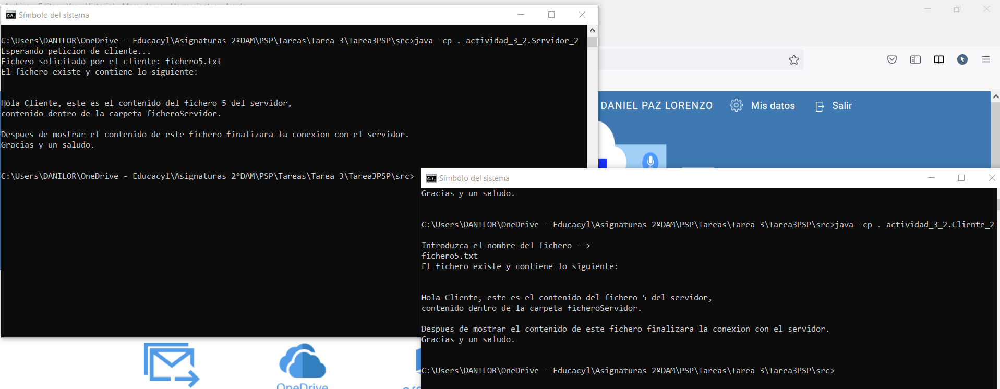 Símbolo del sistema
C:\Users\DANILOR\OneDrive - Educacyl\Asignaturas 2ºDAM\PSP\Tareas\Tarea 3\Tarea3PSP\src>java -cp . actividad_3_2.Servidor_2
Esperando peticion de cliente...
Fichero solicitado por el cliente: fichero5.txt
El fichero existe y contiene lo siguiente:
Hola Cliente, este es el contenido del fichero 5 del servidor,
contenido dentro de la carpeta ficheroServidor.
Despues de mostrar el contenido de este fichero finalizara la conexion con el servidor.
Gracias y un saludo.
C:\Users\DANILOR\OneDrive - Educacyl\Asignaturas 2ºDAM\PSP\Tareas\Tarea 3\Tarea3PSP\src>
DANIEL PAZ LORENZO
Mis datos
Salir
Símbolo del sistema
Gracias y un saludo.
C:\Users\DANILOR\OneDrive - Educacyl\Asignaturas 2ºDAM\PSP\Tareas\Tarea 3\Tarea3PSP\src>java -cp . actividad_3_2.Cliente_2
Introduzca el nombre del fichero -->
fichero5.txt
El fichero existe y contiene lo siguiente:
Hola Cliente, este es el contenido del fichero 5 del servidor,
contenido dentro de la carpeta ficheroServidor.
Despues de mostrar el contenido de este fichero finalizara la conexion con el servidor.
Gracias y un saludo.
C:\Users\DANILOR\OneDrive - Educacyl\Asignaturas 2ºDAM\PSP\Tareas\Tarea 3\Tarea3PSP\src>
OneDrive